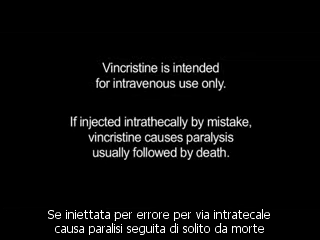 Vincristine is intended
for intravenous use only.
If injected intrathecally by mistake,
vincristine causes paralysis
usually followed by death.
Se iniettata per errore per via intratecale
causa paralisi seguita di solito da morte